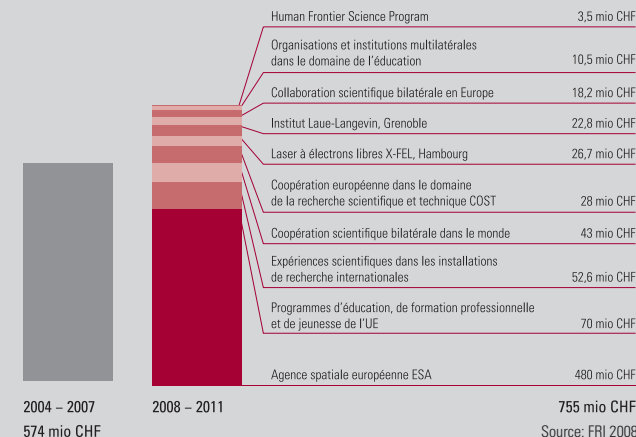 Human Frontier Science Program 3,5 mio CHF
Organisations et institutions multilatérales
dans le domaine de l'éducation 10,5 mio CHF
Collaboration scientifique bilatérale en Europe 18,2 mio CHF
Institut Laue-Langevin, Grenoble 22,8 mio CHF
Laser à électrons libres X-FEL, Hambourg 26,7 mio CHF
Coopération européenne dans le domaine
de la recherche scientifique et technique COST 28 mio CHF
Coopération scientifique bilatérale dans le monde 43 mio CHF
Expériences scientifiques dans les installations
de recherche internationales 52,6 mio CHF
Programmes d'éducation, de formation professionnelle
et de jeunesse de l'UE 70 mio CHF
Agence spatiale européenne ESA 480 mio CHF
2004 – 2007 2008 – 2011 755 mio CHF
574 mio CHF Source: FRI 2008